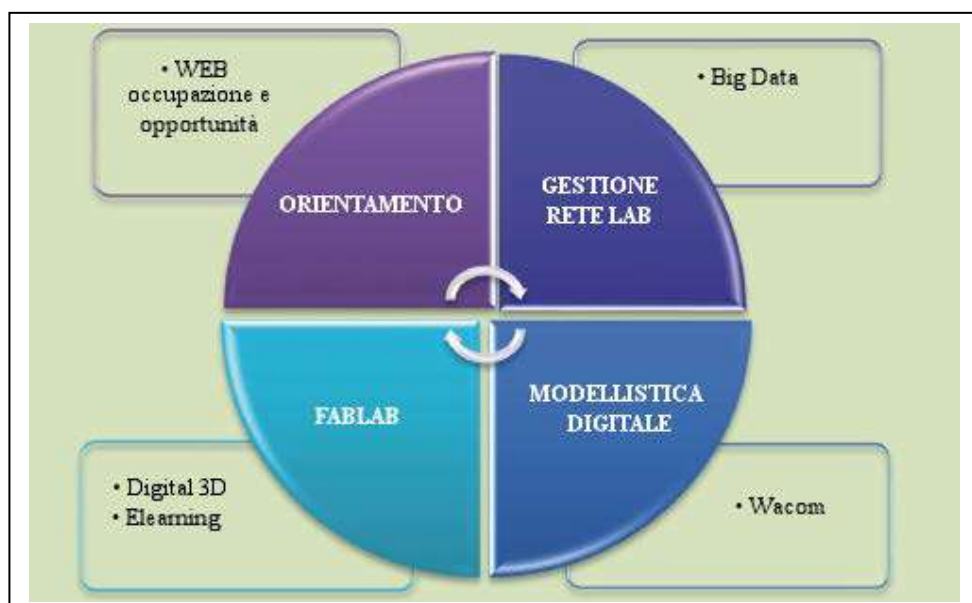 • WEB
occupazione e
opportunità
• Big Data
ORIENTAMENTO
GESTIONE
RETE LAB
FABLAB
MODELLISTICA
DIGITALE
• Digital 3D
• Elearning
• Wacom